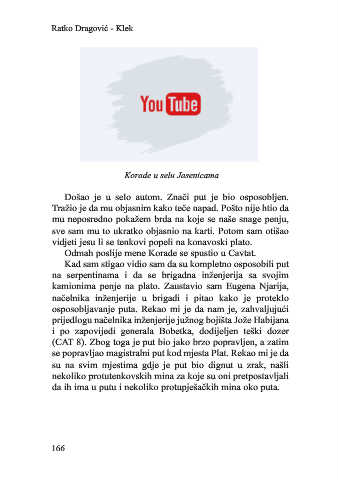 Ratko Dragović - Klek
YouTube
Korade u selu Jasenicama
Došao je u selo autom. Znači put je bio osposobljen.
Tražio je da mu objasnim kako teče napad. Pošto nije htio da
mu neposredno pokažem brda na koje se naše snage penju,
sve sam mu to ukratko objasnio na karti. Potom sam otišao
vidjeti jesu li se tenkovi popeli na konavoski plato.
Odmah poslije mene Korade se spustio u Cavtat.
Kad sam stigao vidio sam da su kompletno osposobili put
na serpentinama i da se brigadna inženjerija sa svojim
kamionima penje na plato. Zaustavio sam Eugena Njarija,
načelnika inženjerije u brigadi i pitao kako je proteklo
osposobljavanje puta. Rekao mi je da nam je, zahvaljujući
prijedlogu načelnika inženjerije južnog bojišta Jože Habijana
i po zapovijedi generala Bobetka, dodijeljen teški dozer
(CAT 8). Zbog toga je put bio jako brzo popravljen, a zatim
se popravljao magistralni put kod mjesta Plat. Rekao mi je da
su na svim mjestima gdje je put bio dignut u zrak, našli
nekoliko protutenkovskih mina za koje su oni pretpostavljali
da ih ima u putu i nekoliko protupješačkih mina oko puta.
166